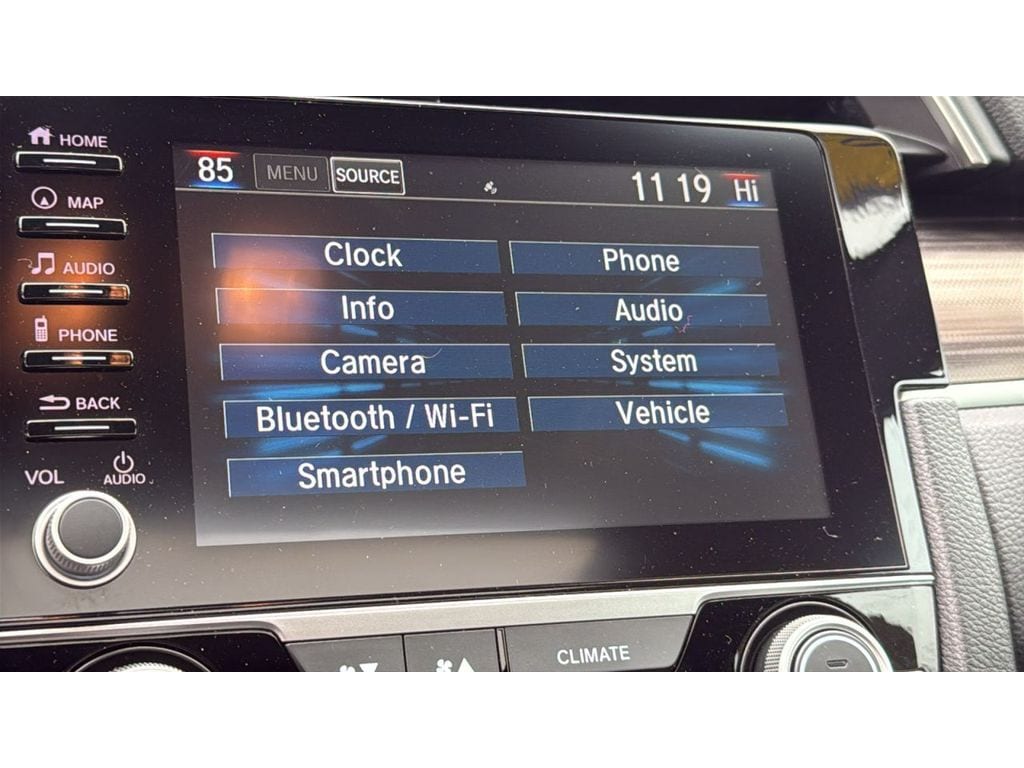 HOME
MAP
AUDIO
PHONE
BACK
VOL
AUDIO
85 MENU SOURCE 11 19 Hi
Clock Phone
Info Audio
Camera System
Bluetooth / Wi-Fi Vehicle
Smartphone
CLIMATE